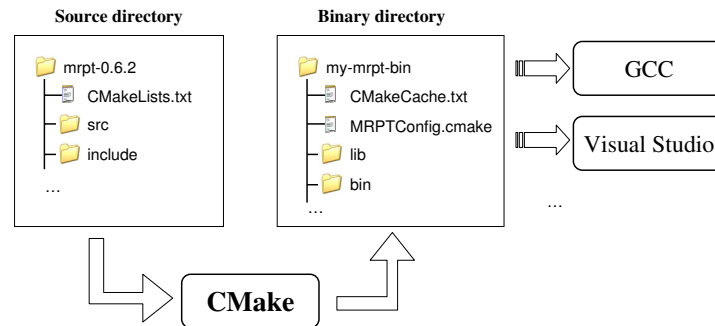 Source directory
mrpt-0.6.2
CMakeLists.txt
src
include
...
Binary directory
my-mrpt-bin
CMakeCache.txt
MRPTConfig.cmake
lib
bin
...
GCC
Visual Studio
...
CMake